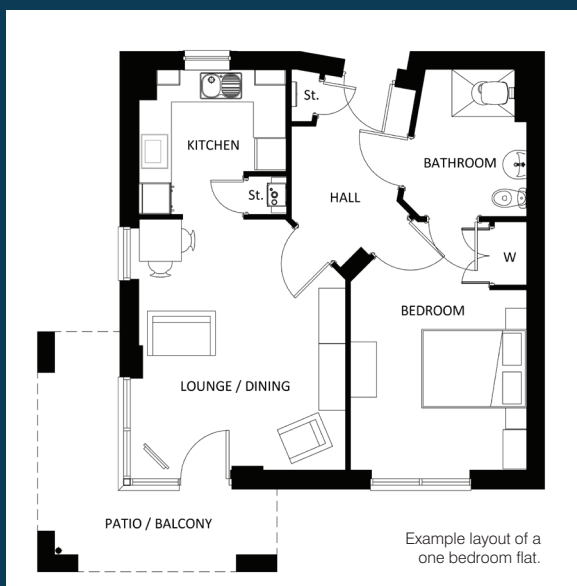 St.
KITCHEN
BATHROOM
St.
HALL
W
BEDROOM
LOUNGE / DINING
PATIO / BALCONY
Example layout of a
one bedroom flat.